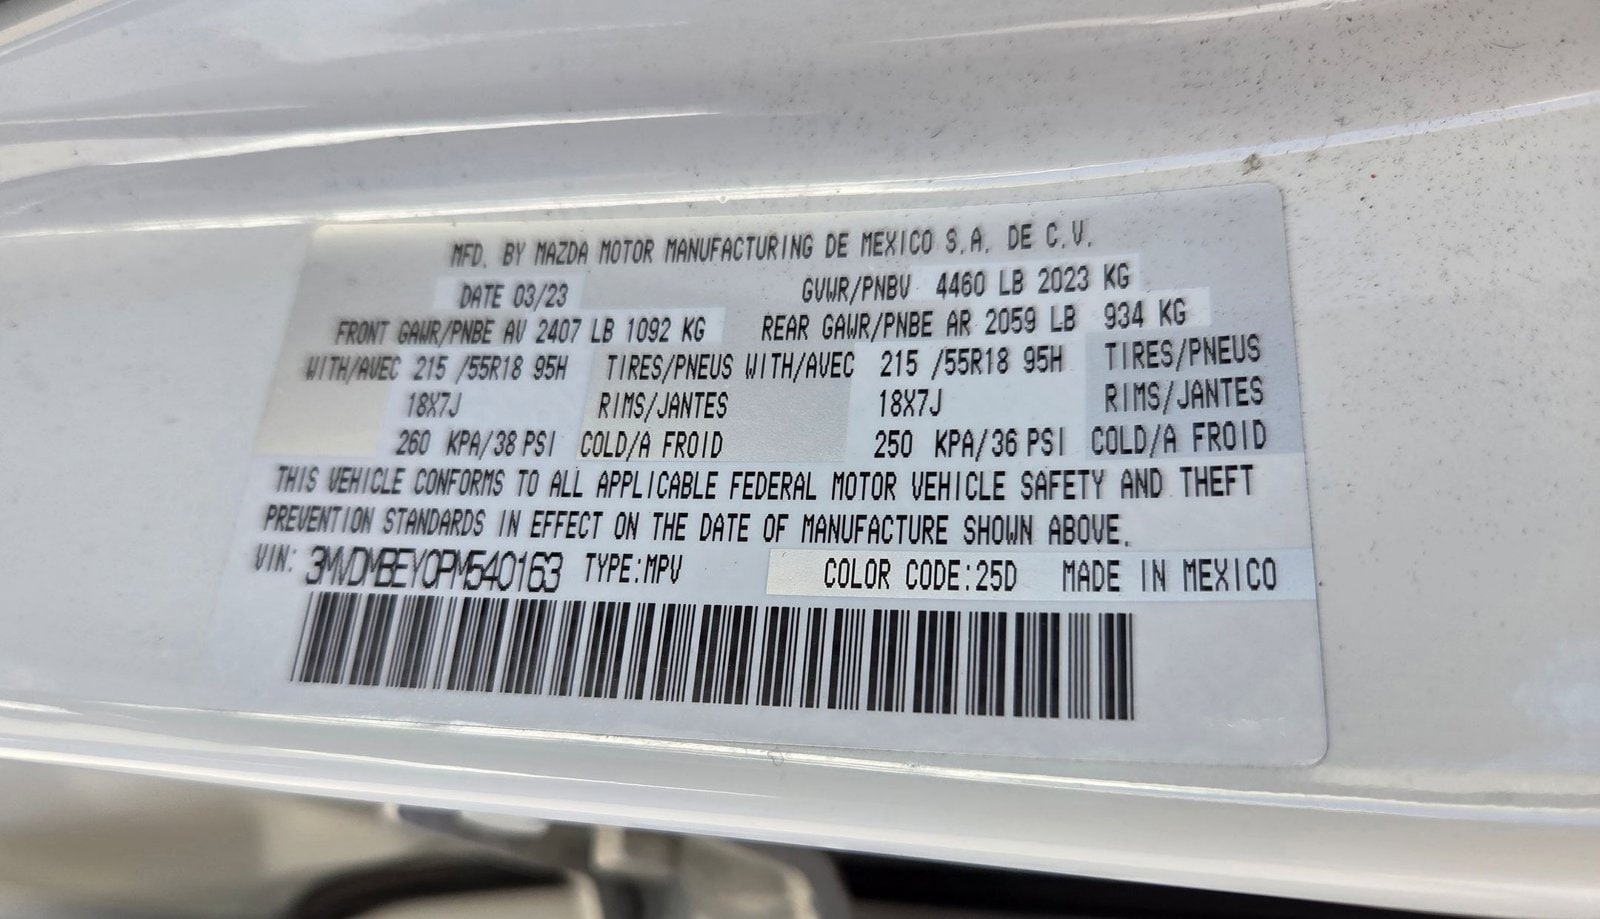 MFD. BY MAZDA MOTOR MANUFACTURING DE MEXICO S.A. DE C.V.
DATE 03/23 GVWR/PNBV 4460 LB 2023 KG
FRONT GAWR/PNBE AV 2407 LB 1092 KG REAR GAWR/PNBE AR 2059 LB 934 KG
WITH/AVEC 215 /55R18 95H TIRES/PNEUS WITH/AVEC 215 /55R18 95H TIRES/PNEUS
18X7J RIMS/JANTES 18X7J RIMS/JANTES
260 KPA/38 PSI COLD/A FROID 250 KPA/36 PSI COLD/A FROID
THIS VEHICLE CONFORMS TO ALL APPLICABLE FEDERAL MOTOR VEHICLE SAFETY AND THEFT
PREVENTION STANDARDS IN EFFECT ON THE DATE OF MANUFACTURE SHOWN ABOVE.
VIN: 3MVDMBEY0PM540163 TYPE:MPV COLOR CODE:25D MADE IN MEXICO